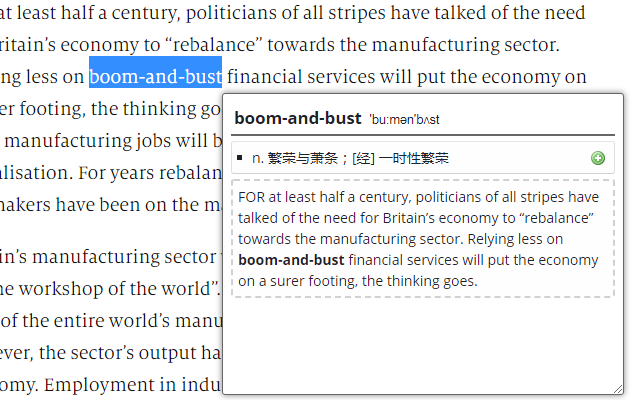 at least half a century, politicians of all stripes have talked of the need
ritain's economy to “rebalance” towards the manufacturing sector.
ng less on boom-and-bust financial services will put the economy on
er footing, the thinking go
manufacturing jobs will b
alisation. For years rebalan
makers have been on the m
in's manufacturing sector
he workshop of the world”.
of the entire world's manu
ever, the sector's output ha
omy. Employment in indu
boom-and-bust 'bu:mən'bʌst
n. 繁荣与萧条；[经] 一时性繁荣
FOR at least half a century, politicians of all stripes have
talked of the need for Britain's economy to “rebalance”
towards the manufacturing sector. Relying less on
boom-and-bust financial services will put the economy
on a surer footing, the thinking goes.